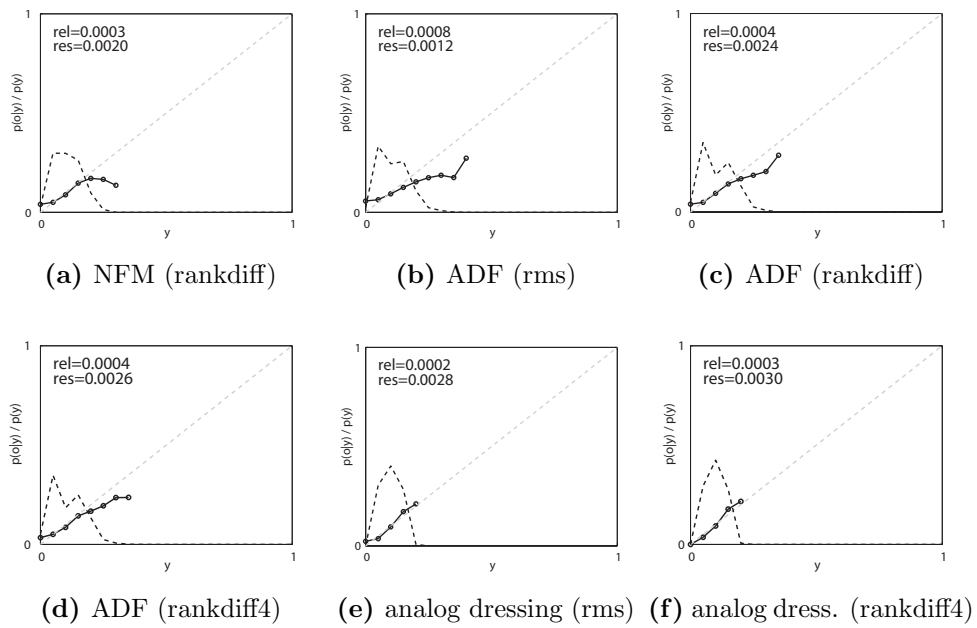 1
rel=0.0003
res=0.0020
p(o|y) / p(y)
0
0
y
1
(a) NFM (rankdiff)
1
rel=0.0008
res=0.0012
p(o|y) / p(y)
0
0
y
1
(b) ADF (rms)
1
rel=0.0004
res=0.0024
p(o|y) / p(y)
0
0
y
1
(c) ADF (rankdiff)
1
rel=0.0004
res=0.0026
p(o|y) / p(y)
0
0
y
1
(d) ADF (rankdiff4)
1
rel=0.0002
res=0.0028
p(o|y) / p(y)
0
0
y
1
(e) analog dressing (rms)
1
rel=0.0003
res=0.0030
p(o|y) / p(y)
0
0
y
1
(f) analog dress. (rankdiff4)